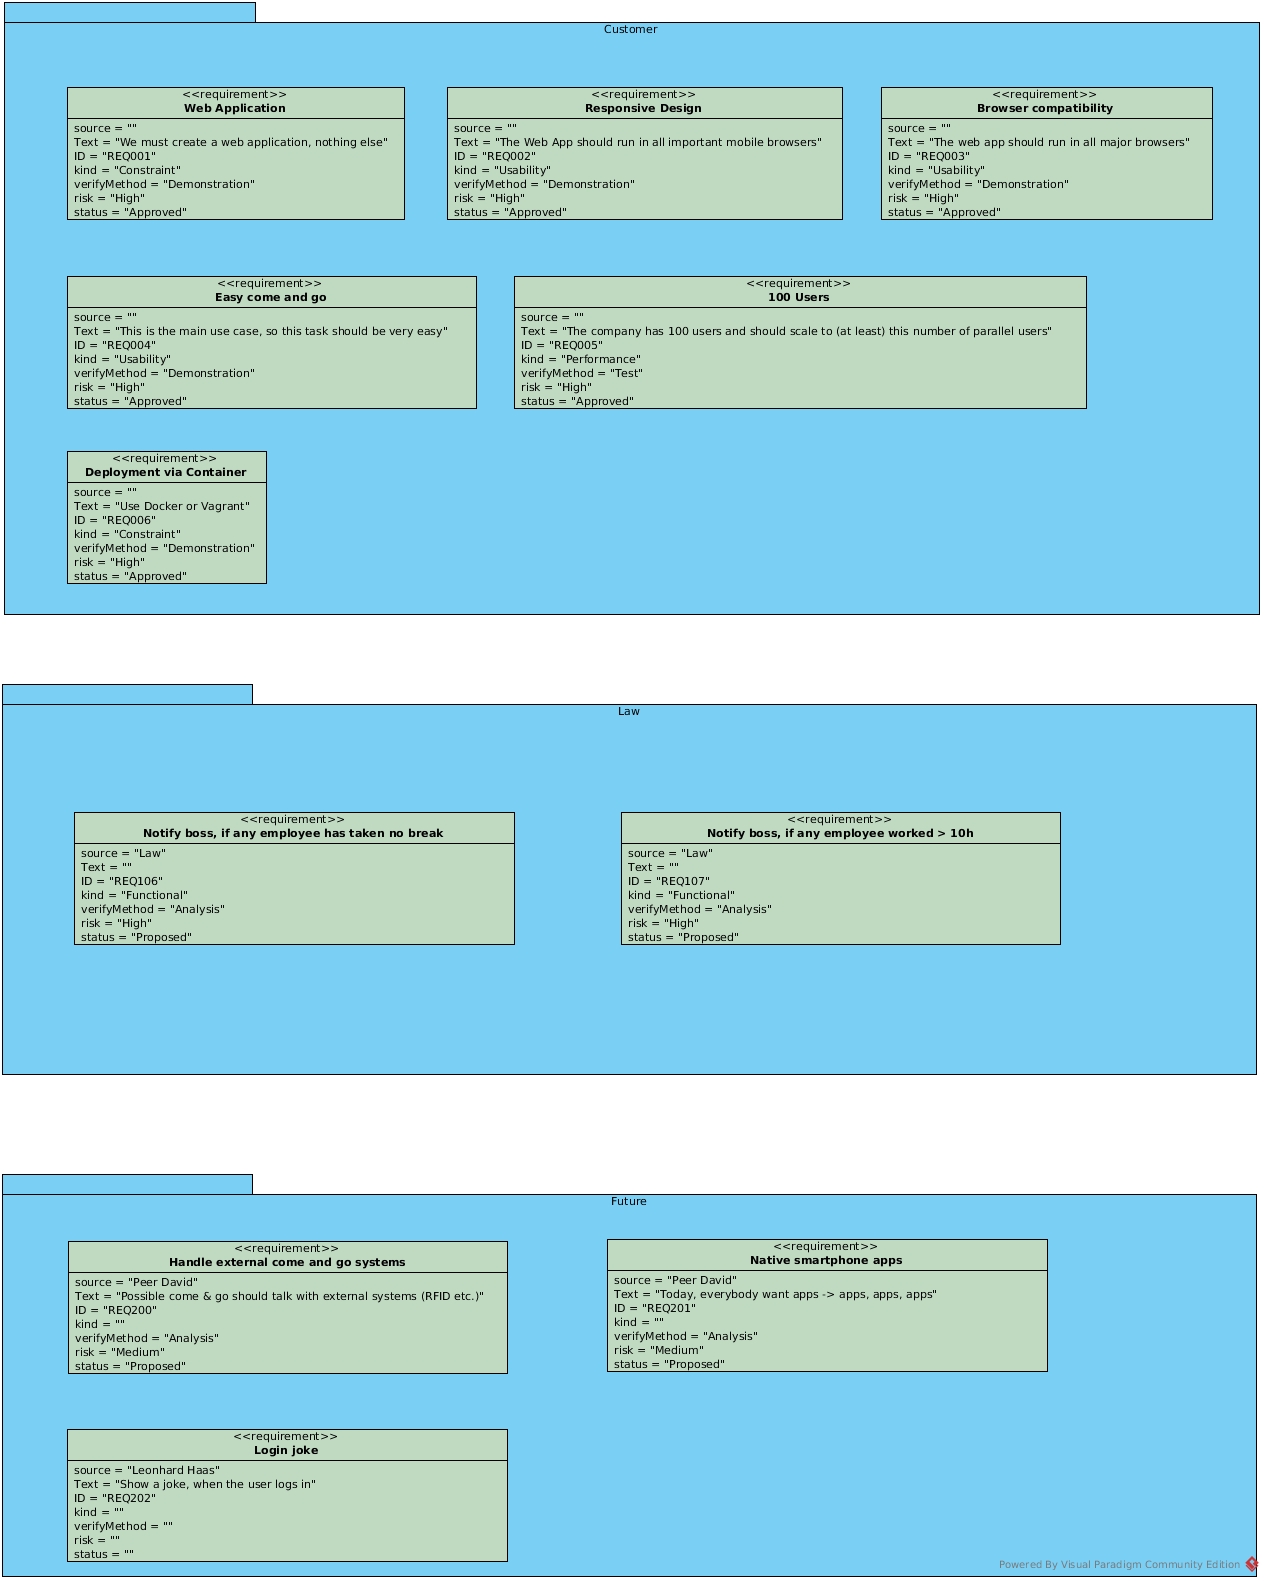 Customer
<<requirement>>
Web Application
source = ""
Text = "We must create a web application, nothing else"
ID = "REQ001"
kind = "Constraint"
verifyMethod = "Demonstration"
risk = "High"
status = "Approved"
<<requirement>>
Responsive Design
source = ""
Text = "The Web App should run in all important mobile browsers"
ID = "REQ002"
kind = "Usability"
verifyMethod = "Demonstration"
risk = "High"
status = "Approved"
<<requirement>>
Browser compatibility
source = ""
Text = "The web app should run in all major browsers"
ID = "REQ003"
kind = "Usability"
verifyMethod = "Demonstration"
risk = "High"
status = "Approved"
<<requirement>>
Easy come and go
source = ""
Text = "This is the main use case, so this task should be very easy"
ID = "REQ004"
kind = "Usability"
verifyMethod = "Demonstration"
risk = "High"
status = "Approved"
<<requirement>>
100 Users
source = ""
Text = "The company has 100 users and should scale to (at least) this number of parallel users"
ID = "REQ005"
kind = "Performance"
verifyMethod = "Test"
risk = "High"
status = "Approved"
<<requirement>>
Deployment via Container
source = ""
Text = "Use Docker or Vagrant"
ID = "REQ006"
kind = "Constraint"
verifyMethod = "Demonstration"
risk = "High"
status = "Approved"
Law
<<requirement>>
Notify boss, if any employee has taken no break
source = "Law"
Text = ""
ID = "REQ106"
kind = "Functional"
verifyMethod = "Analysis"
risk = "High"
status = "Proposed"
<<requirement>>
Notify boss, if any employee worked > 10h
source = "Law"
Text = ""
ID = "REQ107"
kind = "Functional"
verifyMethod = "Analysis"
risk = "High"
status = "Proposed"
Future
<<requirement>>
Handle external come and go systems
source = "Peer David"
Text = "Possible come & go should talk with external systems (RFID etc.)"
ID = "REQ200"
kind = ""
verifyMethod = "Analysis"
risk = "Medium"
status = "Proposed"
<<requirement>>
Native smartphone apps
source = "Peer David"
Text = "Today, everybody want apps -> apps, apps, apps"
ID = "REQ201"
kind = ""
verifyMethod = "Analysis"
risk = "Medium"
status = "Proposed"
<<requirement>>
Login joke
source = "Leonhard Haas"
Text = "Show a joke, when the user logs in"
ID = "REQ202"
kind = ""
verifyMethod = ""
risk = ""
status = ""
Powered By Visual Paradigm Community Edition